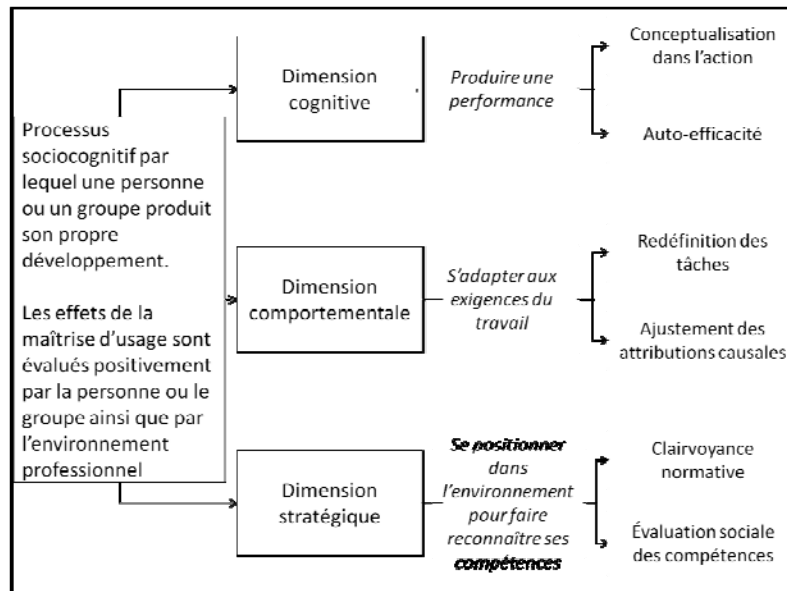 Processus
sociocognitif par
lequel une personne
ou un groupe produit
son propre
développement.
Les effets de la
maîtrise d'usage sont
évalués positivement
par la personne ou le
groupe ainsi que par
l'environnement
professionnel
Dimension
cognitive
Produire une
performance
Conceptualisation
dans l'action
Auto-efficacité
Dimension
comportementale
S'adapter aux
exigences du
travail
Redéfinition des
tâches
Ajustement des
attributions causales
Dimension
stratégique
Se positionner
dans
l'environnement
pour faire
reconnaître ses
compétences
Clairvoyance
normative
Évaluation sociale
des compétences